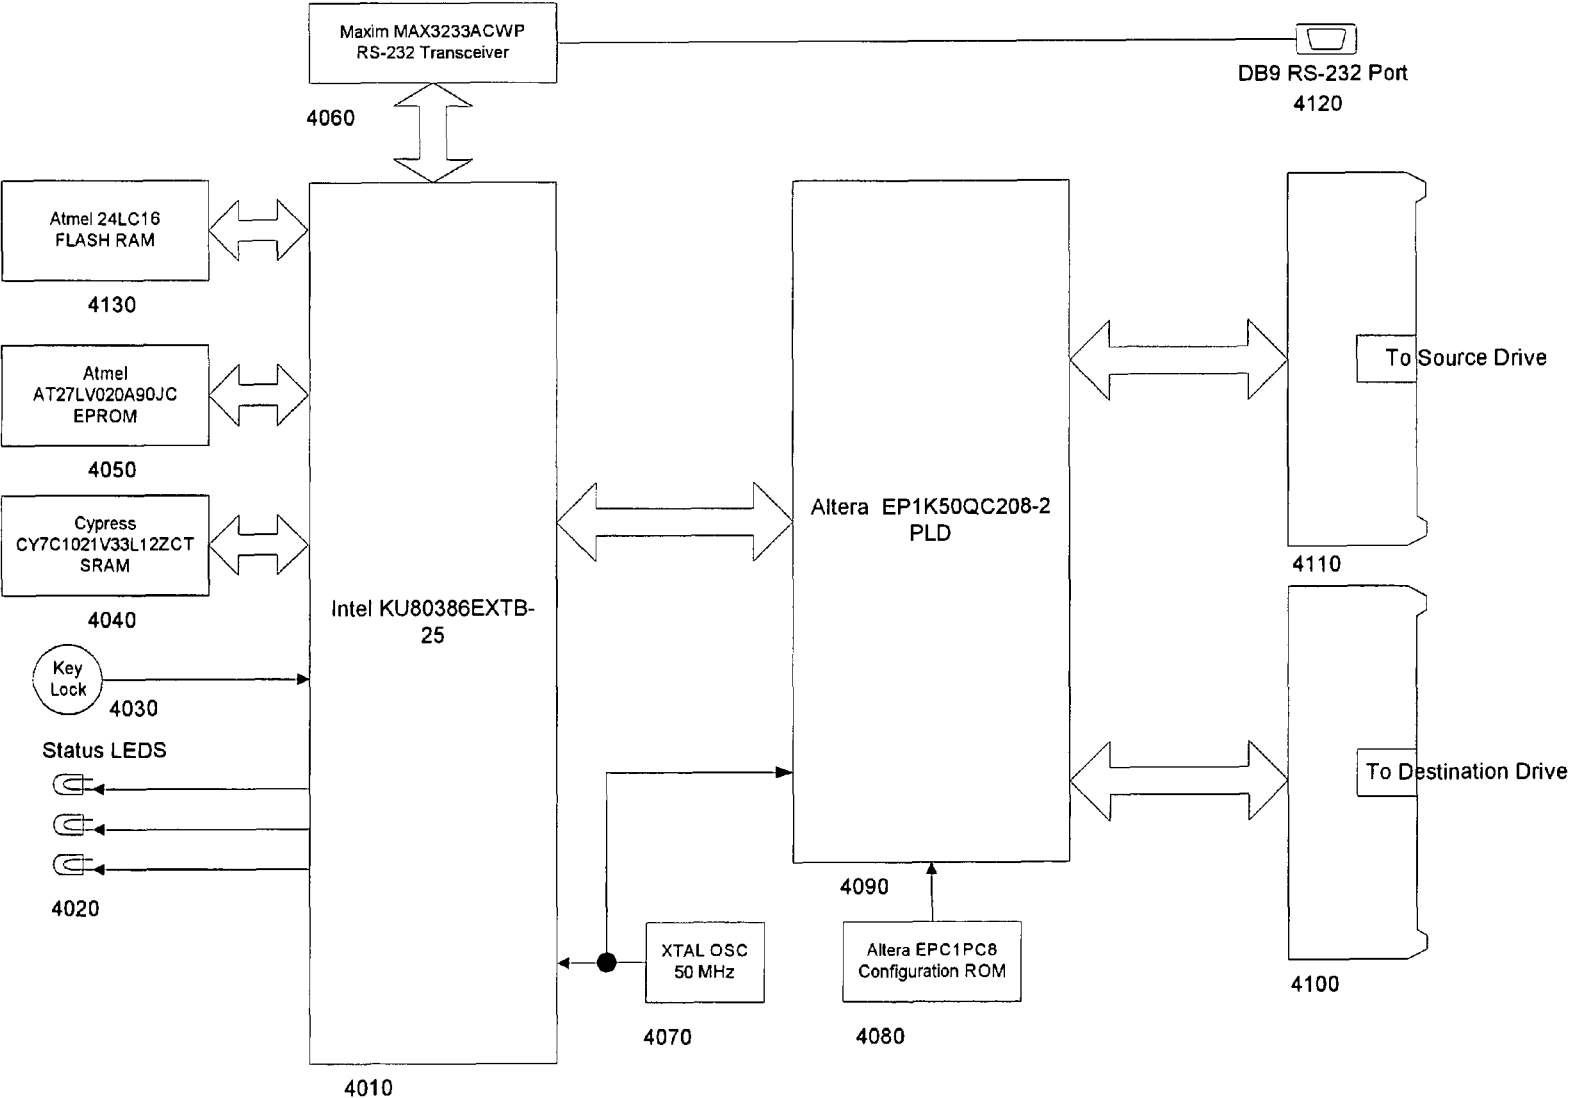 Maxim MAX3233ACWP
RS-232 Transceiver
4060
DB9 RS-232 Port
4120
Atmel 24LC16
FLASH RAM
4130
Atmel
AT27LV020A90JC
EPROM
4050
Cypress
CY7C1021V33L12ZCT
SRAM
4040
Key
Lock
4030
Status LEDS
4020
Intel KU80386EXTB-
25
4010
XTAL OSC
50 MHz
4070
Altera EP1K50QC208-2
PLD
4090
Altera EPC1PC8
Configuration ROM
4080
To Source Drive
4110
To Destination Drive
4100